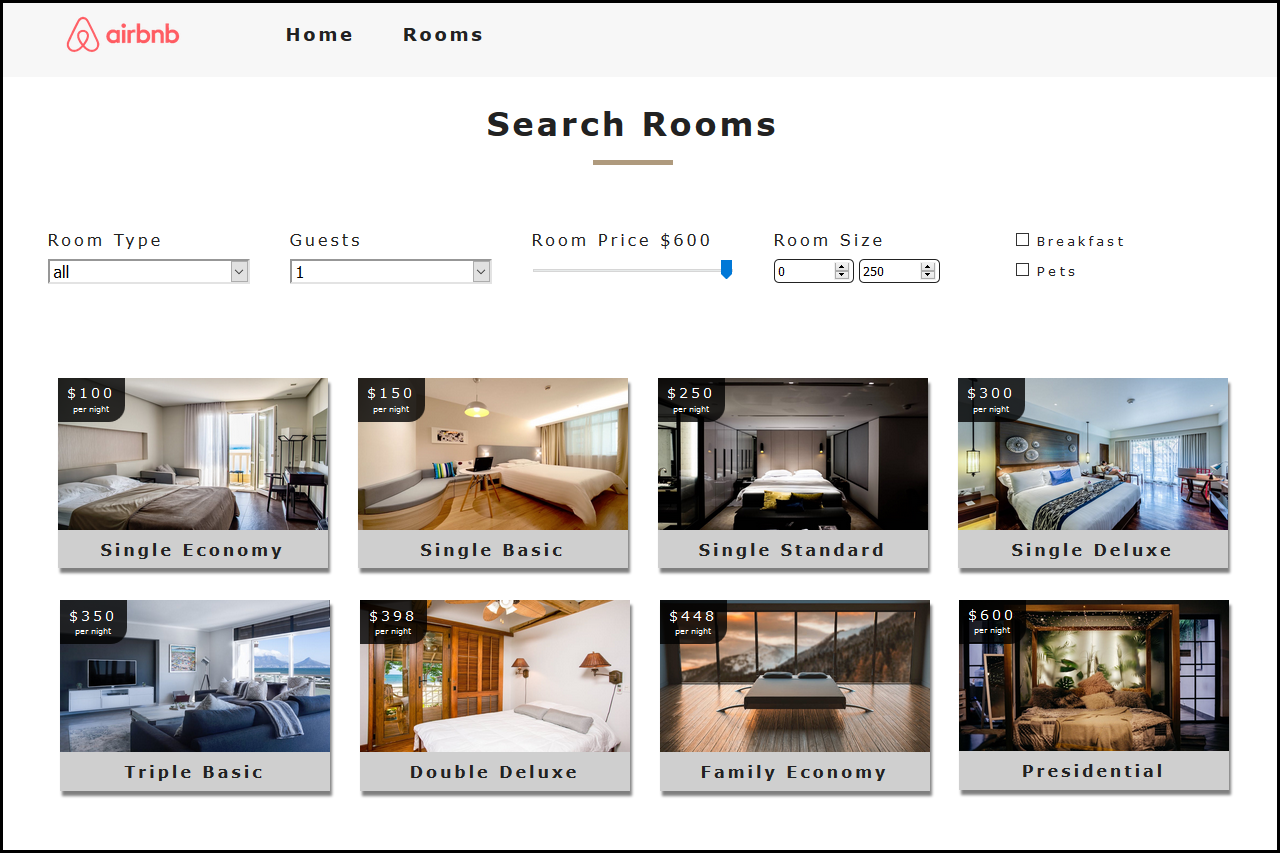 airbnb
Home Rooms
Search Rooms
Room Type Guests Room Price $600 Room Size Breakfast
all 1 0 250 Pets
$100 $150 $250 $300
per night per night per night per night
Single Economy Single Basic Single Standard Single Deluxe
$350 $398 $448 $600
per night per night per night per night
Triple Basic Double Deluxe Family Economy Presidential